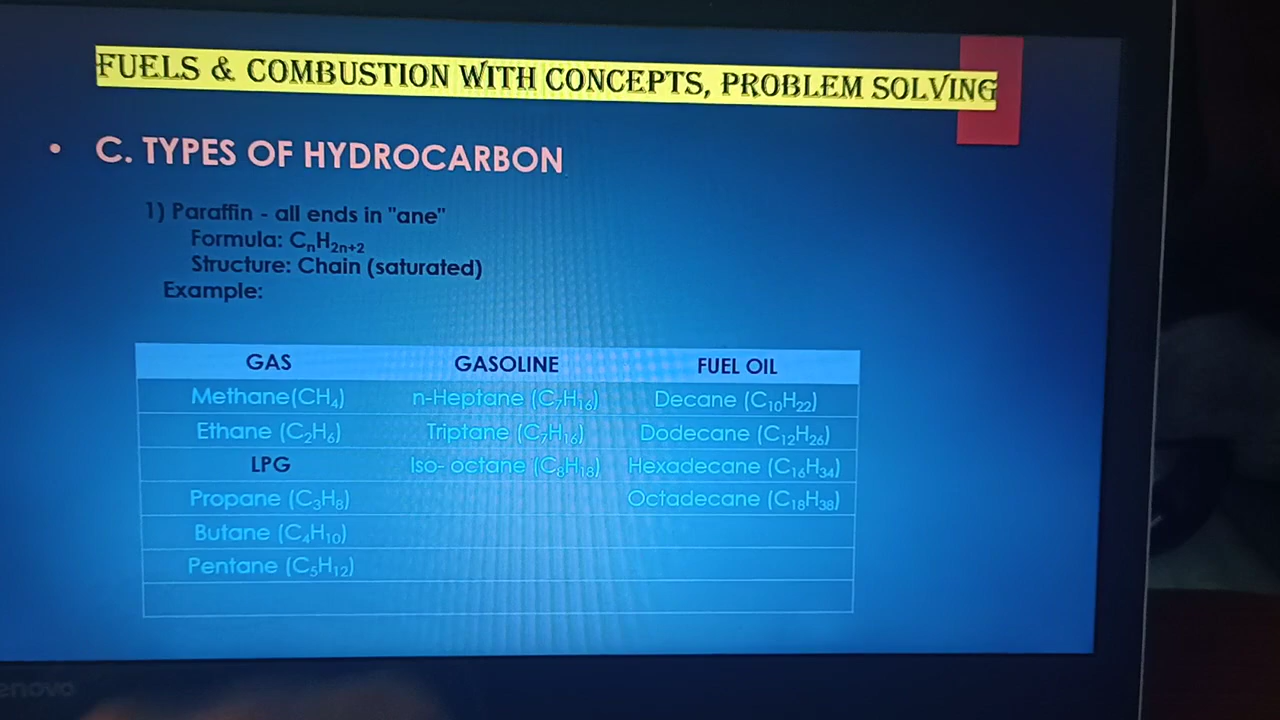 FUELS & COMBUSTION WITH CONCEPTS, PROBLEM SOLVING
• C. TYPES OF HYDROCARBON
1) Paraffin - all ends in "ane"
Formula: CₙH₂ₙ₊₂
Structure: Chain (saturated)
Example:
GAS GASOLINE FUEL OIL
Methane(CH₄) n-Heptane (C₇H₁₆) Decane (C₁₀H₂₂)
Ethane (C₂H₆) Triptane (C₇H₁₆) Dodecane (C₁₂H₂₆)
LPG Iso- octane (C₈H₁₈) Hexadecane (C₁₆H₃₄)
Propane (C₃H₈) Octadecane (C₁₈H₃₈)
Butane (C₄H₁₀)
Pentane (C₅H₁₂)
enovo